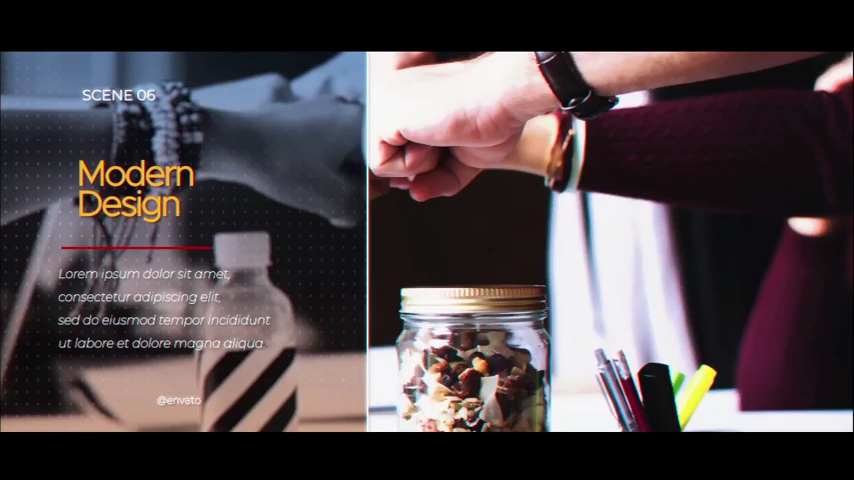 SCENE 06
Modern
Design
Lorem ipsum dolor sit amet,
consectetur adipiscing elit,
sed do eiusmod tempor incididunt
ut labore et dolore magna aliqua.
@envato